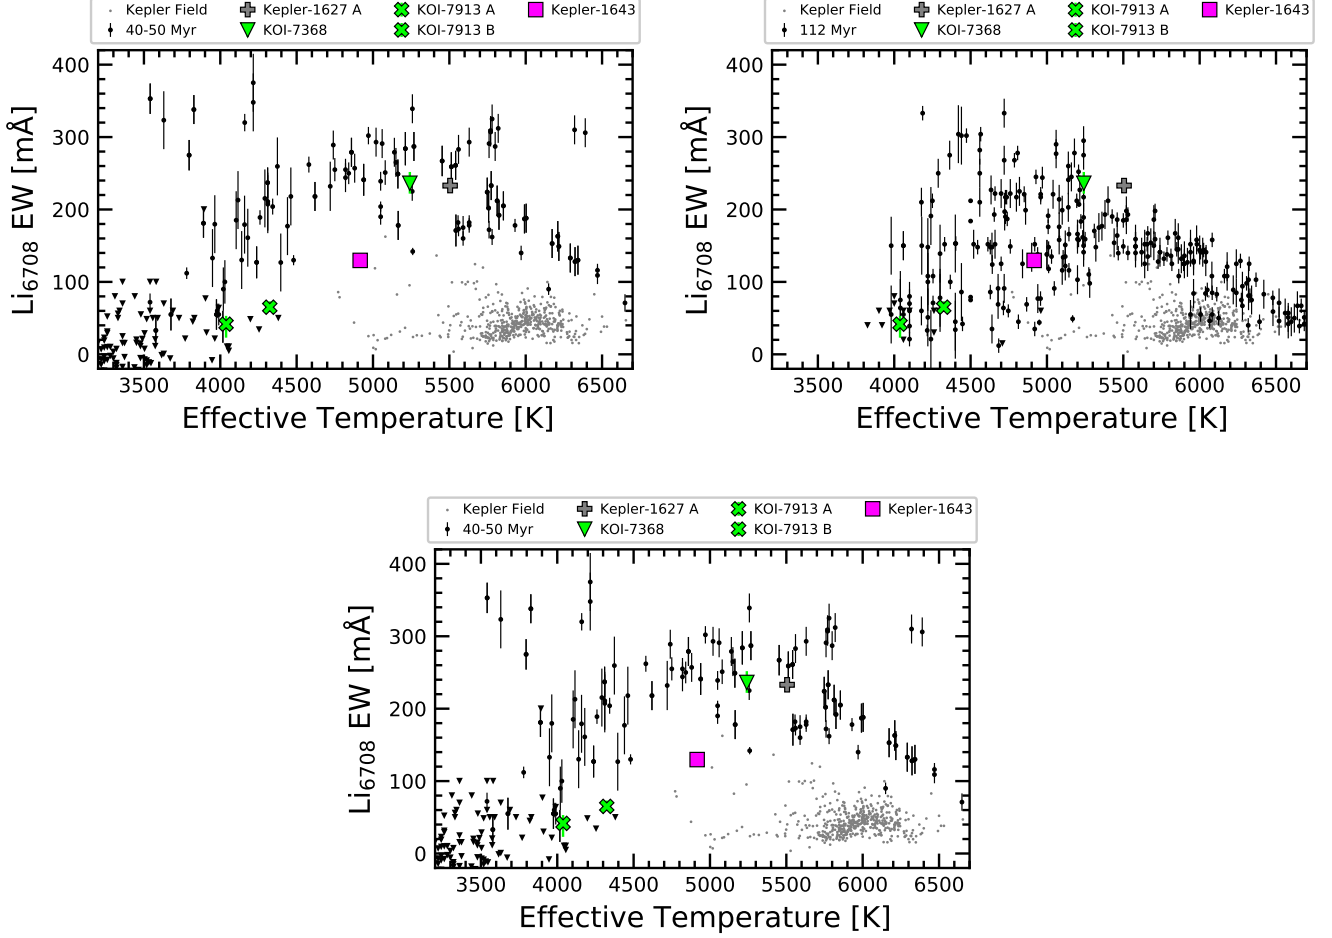 Kepler Field Kepler-1627 A KOI-7913 A Kepler-1643
40-50 Myr KOI-7368 KOI-7913 B
400
300
200
100
0
Li6708 EW [mÅ]
3500 4000 4500 5000 5500 6000 6500
Effective Temperature [K]
Kepler Field Kepler-1627 A KOI-7913 A Kepler-1643
112 Myr KOI-7368 KOI-7913 B
400
300
200
100
0
Li6708 EW [mÅ]
3500 4000 4500 5000 5500 6000 6500
Effective Temperature [K]
Kepler Field Kepler-1627 A KOI-7913 A Kepler-1643
40-50 Myr KOI-7368 KOI-7913 B
400
300
200
100
0
Li6708 EW [mÅ]
3500 4000 4500 5000 5500 6000 6500
Effective Temperature [K]